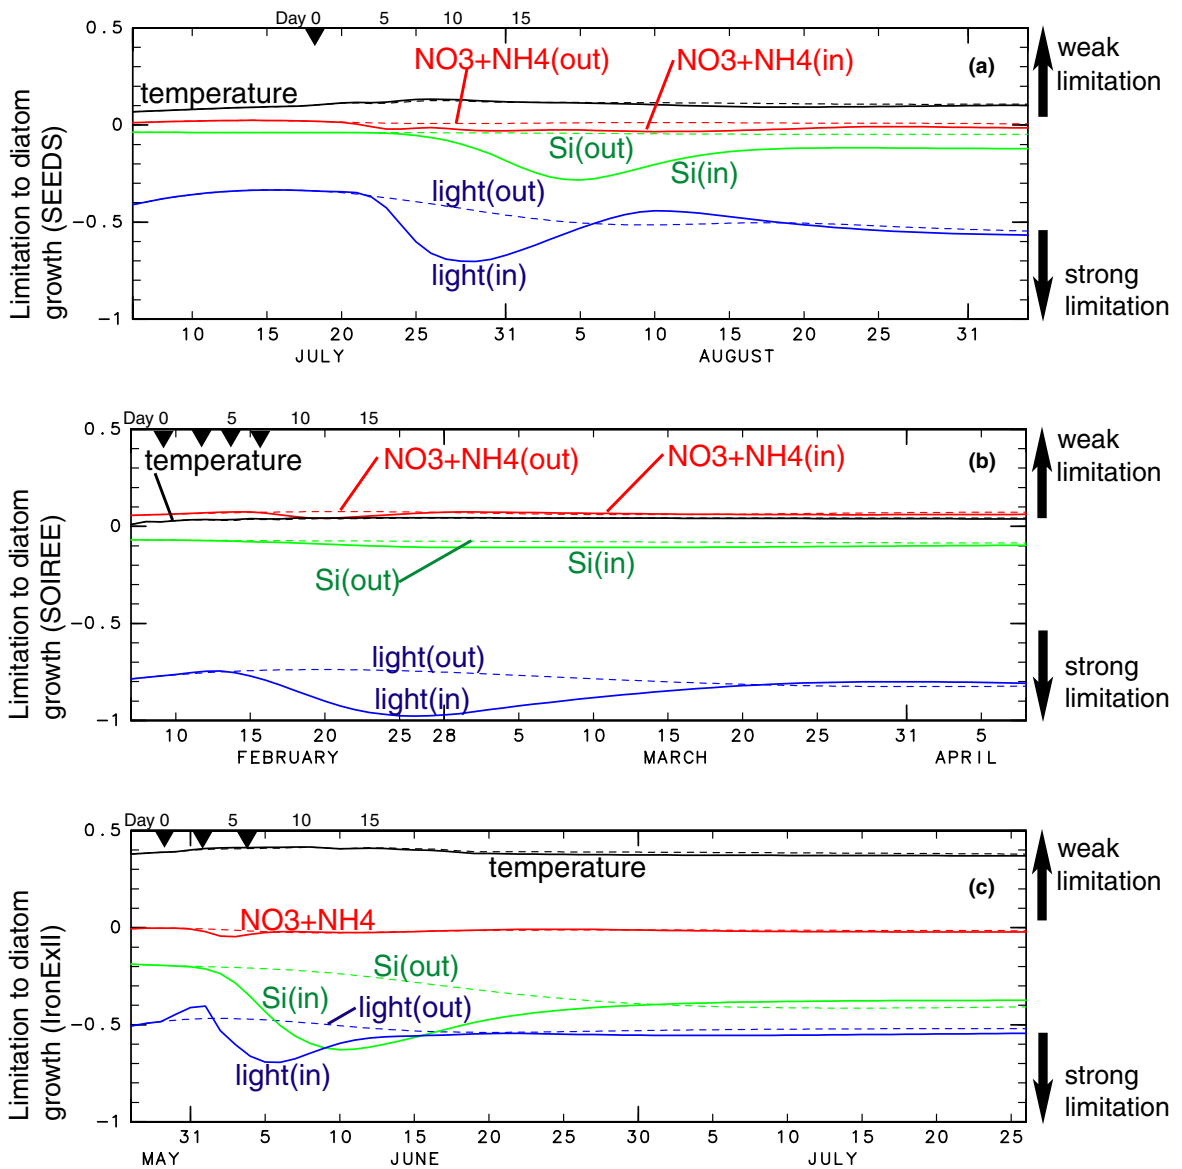 Day 0 5 10 15
0.5
0
-0.5
-1
Limitation to diatom
growth (SEEDS)
NO3+NH4(out)
NO3+NH4(in)
(a)
temperature
Si(out)
Si(in)
light(out)
light(in)
weak
limitation
strong
limitation
10 15 20 25 31 5 10 15 20 25 31
JULY AUGUST
Day 0 5 10 15
0.5
0
-0.5
-1
Limitation to diatom
growth (SOIREE)
temperature
NO3+NH4(out)
NO3+NH4(in)
(b)
Si(out)
Si(in)
light(out)
light(in)
weak
limitation
strong
limitation
10 15 20 25 28 5 10 15 20 25 31 5
FEBRUARY MARCH APRIL
Day 0 5 10 15
0.5
0
-0.5
-1
Limitation to diatom
growth (IronExII)
temperature
(c)
NO3+NH4
Si(out)
Si(in)
light(out)
light(in)
weak
limitation
strong
limitation
31 5 10 15 20 25 30 5 10 15 20 25
MAY JUNE JULY